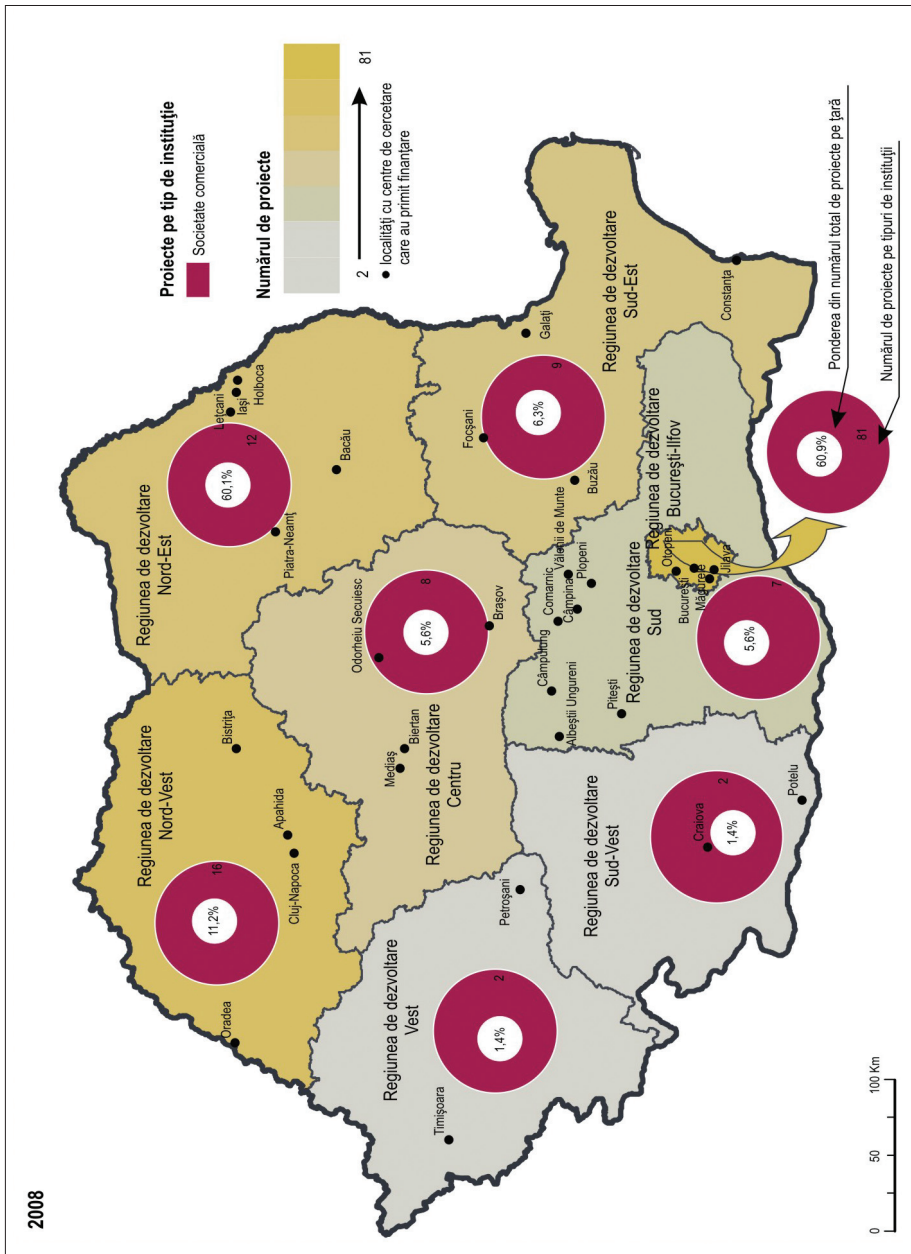 2008
Proiecte pe tip de instituție
Societate comercială
Numărul de proiecte
2
81
localități cu centre de cercetare
care au primit finanțare
Regiunea de dezvoltare
Nord-Vest
16
11,2%
Oradea
Cluj-Napoca
Apahida
Bistrița
Regiunea de dezvoltare
Nord-Est
12
60,1%
Lețcani
Iași
Holboca
Piatra-Neamț
Bacău
Regiunea de dezvoltare
Vest
2
1,4%
Timișoara
Petroșani
Regiunea de dezvoltare
Centru
8
5,6%
Mediaș
Biertan
Odorheiu Secuiesc
Brașov
Regiunea de dezvoltare
Sud-Est
9
6,3%
Focșani
Galați
Buzău
Constanța
Regiunea de dezvoltare
Sud-Vest
2
1,4%
Craiova
Potelu
Regiunea de dezvoltare
Sud
7
5,6%
Albeștii Ungureni
Câmpulung
Pitești
Comarnic
Câmpina
Vălenii de Munte
Plopeni
Regiunea de dezvoltare
București-Ilfov
Otopeni
București
Măgurele
Jilava
60,9%
81
Ponderea din numărul total de proiecte pe țară
Numărul de proiecte pe tipuri de instituții
0
50
100 Km